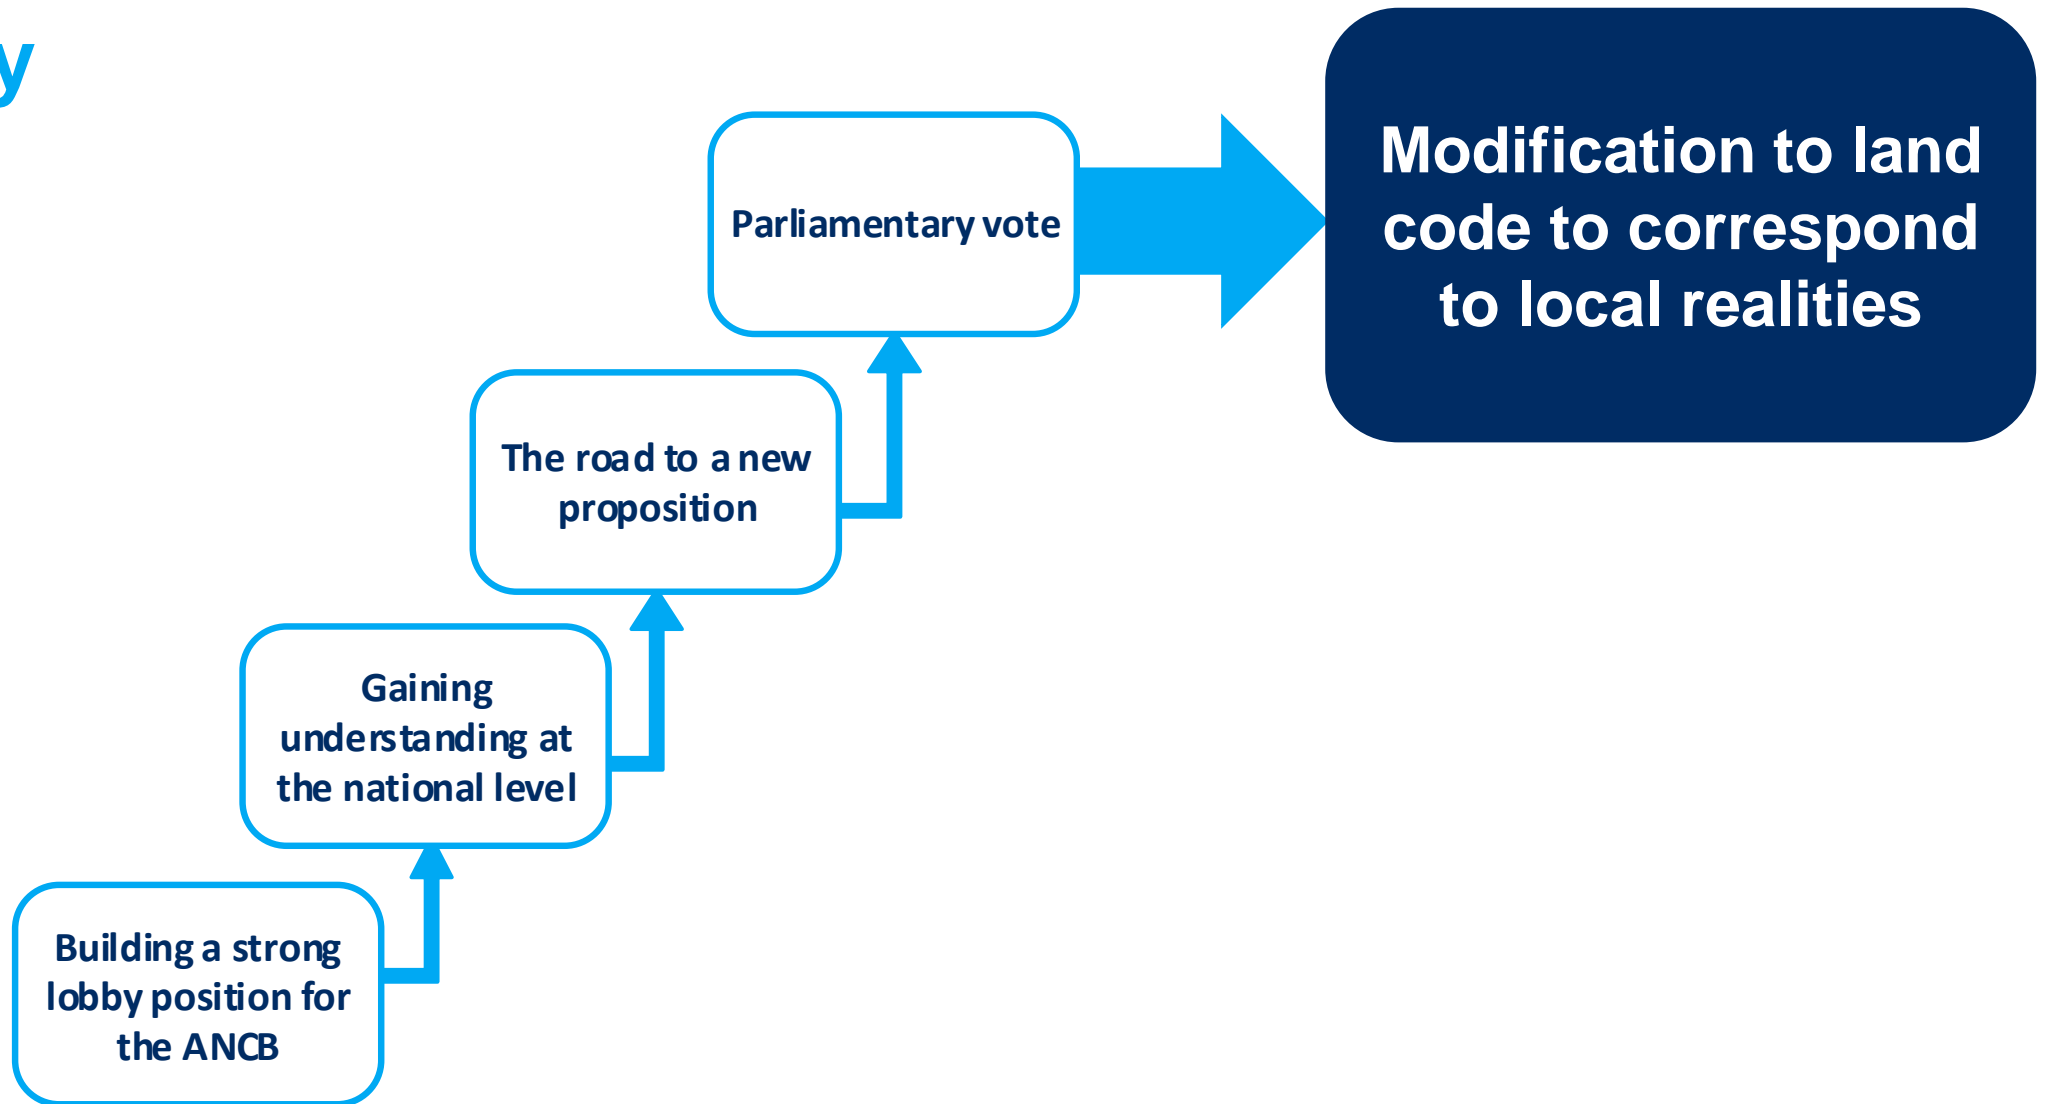 y
Modification to land
code to correspond
to local realities
Parliamentary vote
The road to a new
proposition
Gaining
understanding at
the national level
Building a strong
lobby position for
the ANCB